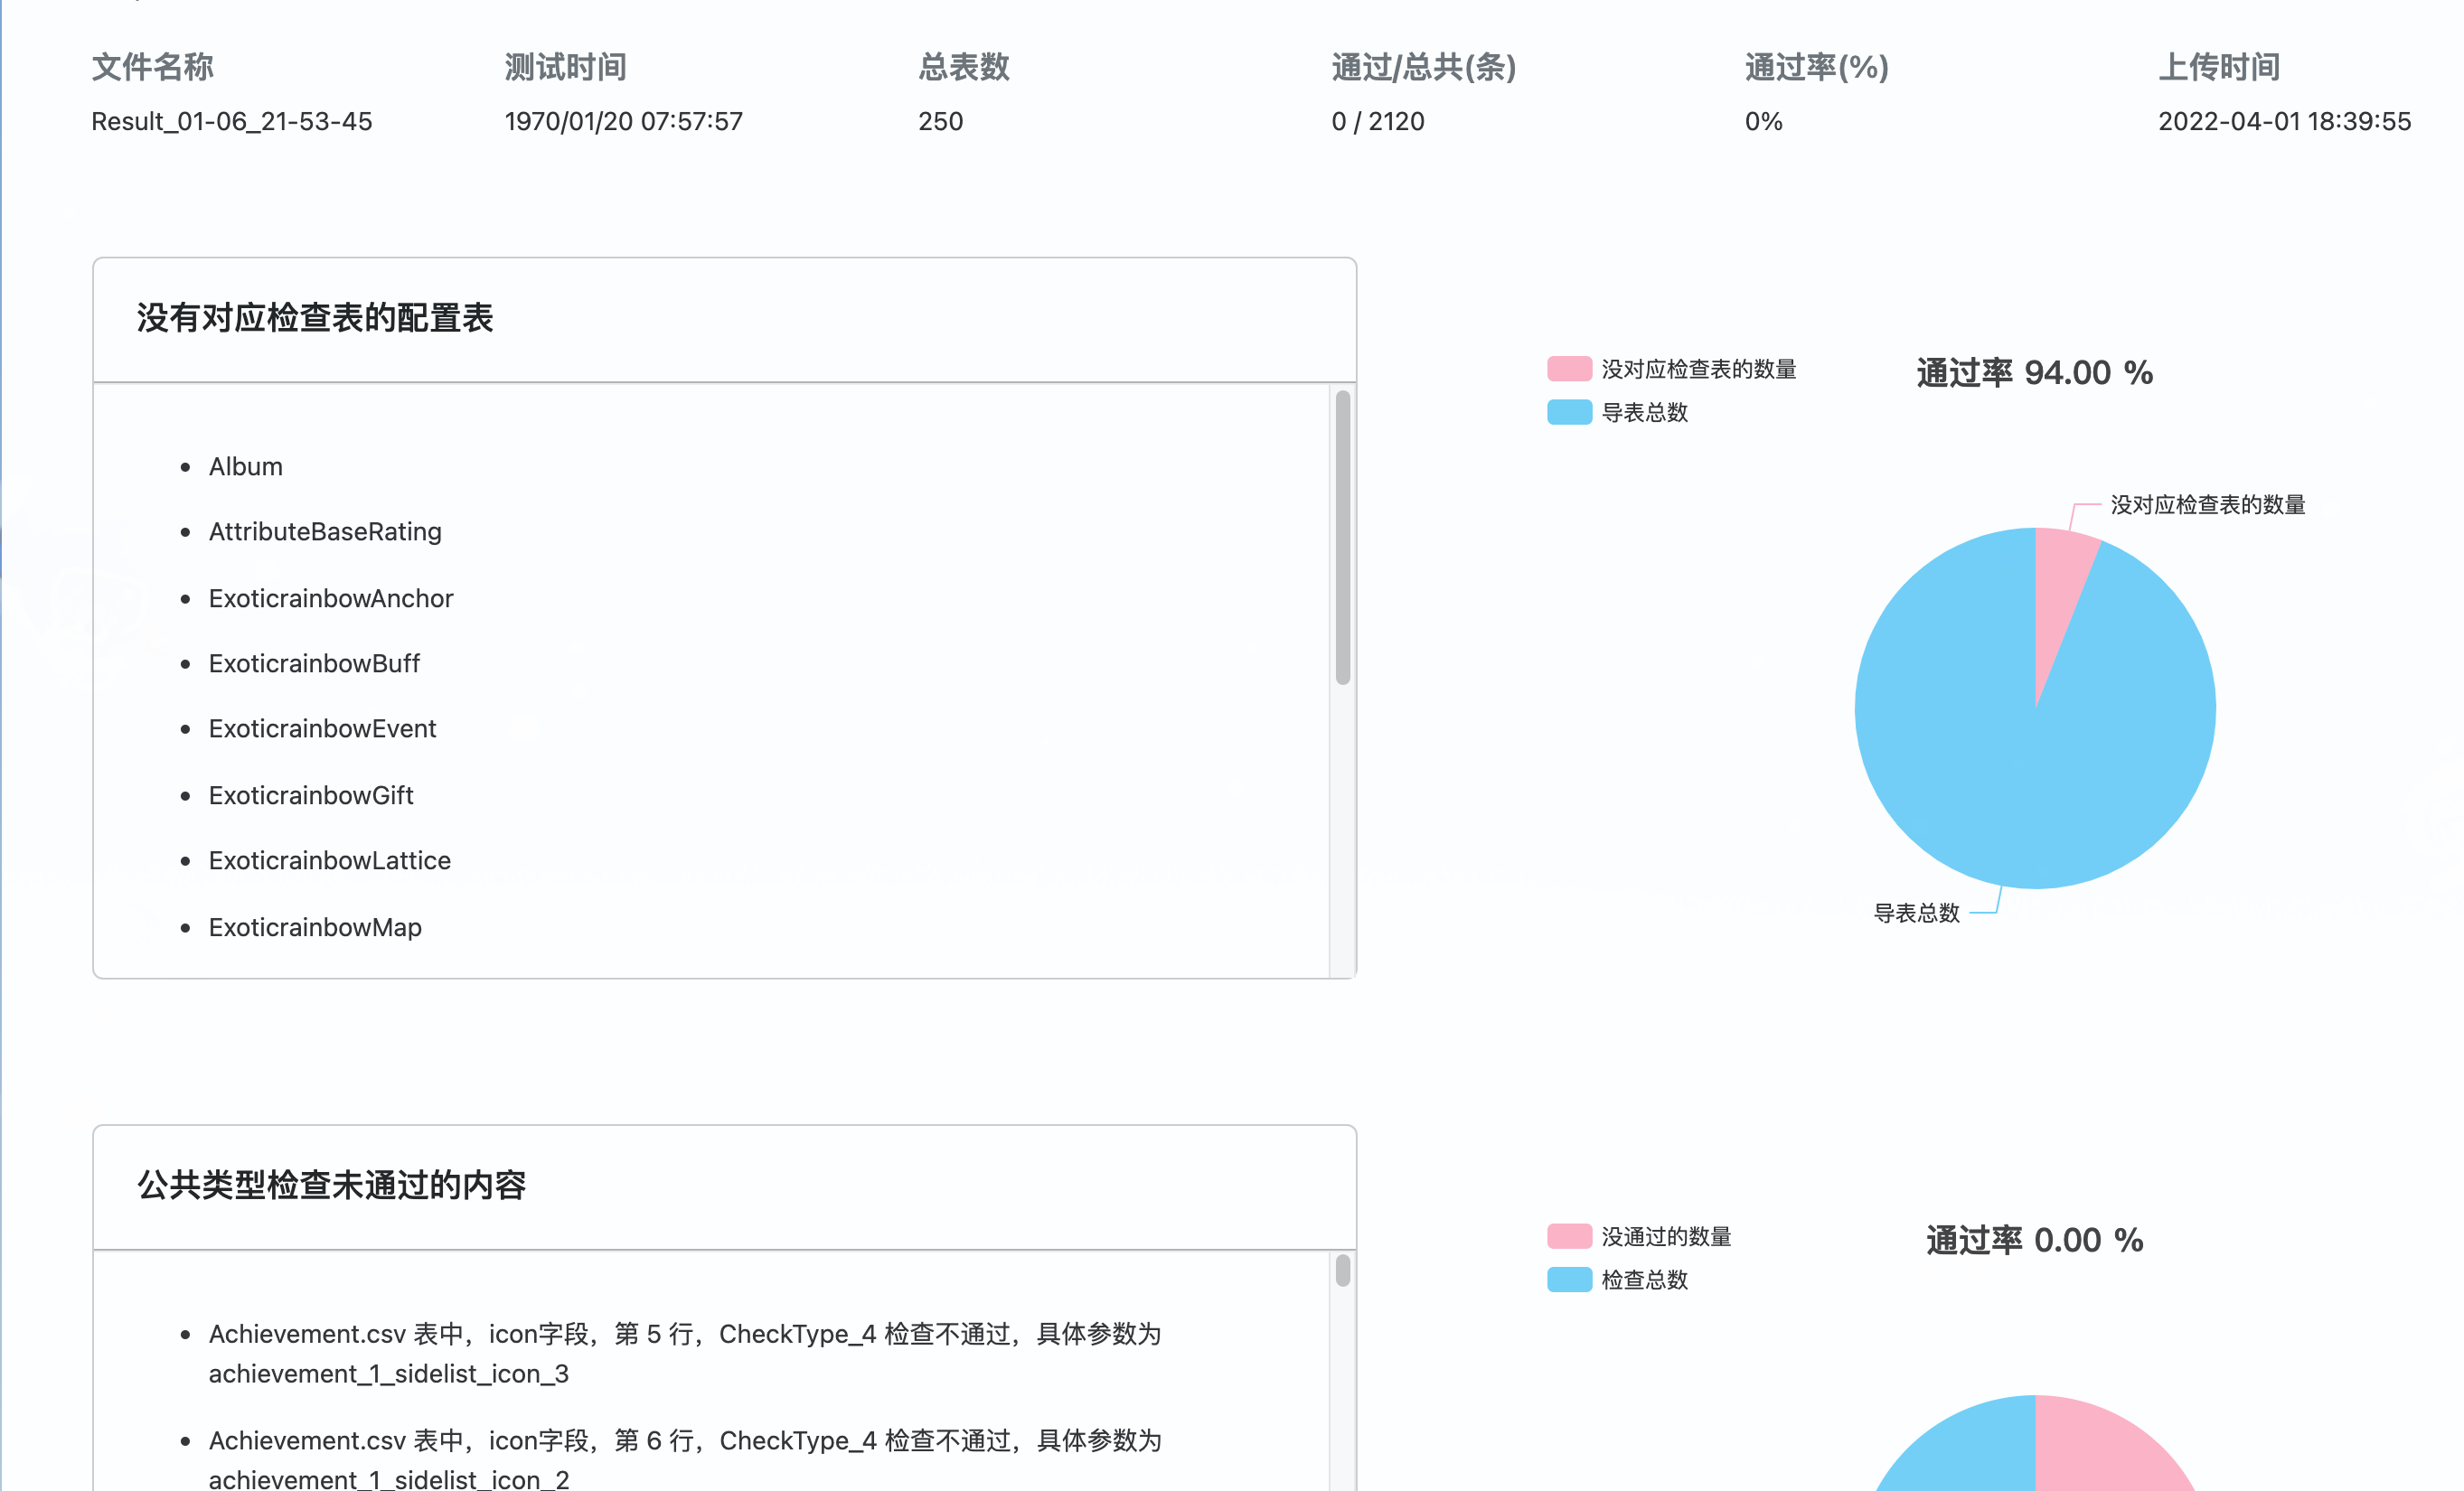 文件名称 测试时间 总表数 通过/总共(条) 通过率(%) 上传时间
Result_01-06_21-53-45 1970/01/20 07:57:57 250 0 / 2120 0% 2022-04-01 18:39:55
没有对应检查表的配置表
Album
AttributeBaseRating
ExoticrainbowAnchor
ExoticrainbowBuff
ExoticrainbowEvent
ExoticrainbowGift
ExoticrainbowLattice
ExoticrainbowMap
没对应检查表的数量
导表总数
通过率 94.00 %
没对应检查表的数量
导表总数
公共类型检查未通过的内容
Achievement.csv 表中，icon字段，第 5 行，CheckType_4 检查不通过，具体参数为
achievement_1_sidelist_icon_3
Achievement.csv 表中，icon字段，第 6 行，CheckType_4 检查不通过，具体参数为
achievement_1_sidelist_icon_2
没通过的数量
检查总数
通过率 0.00 %